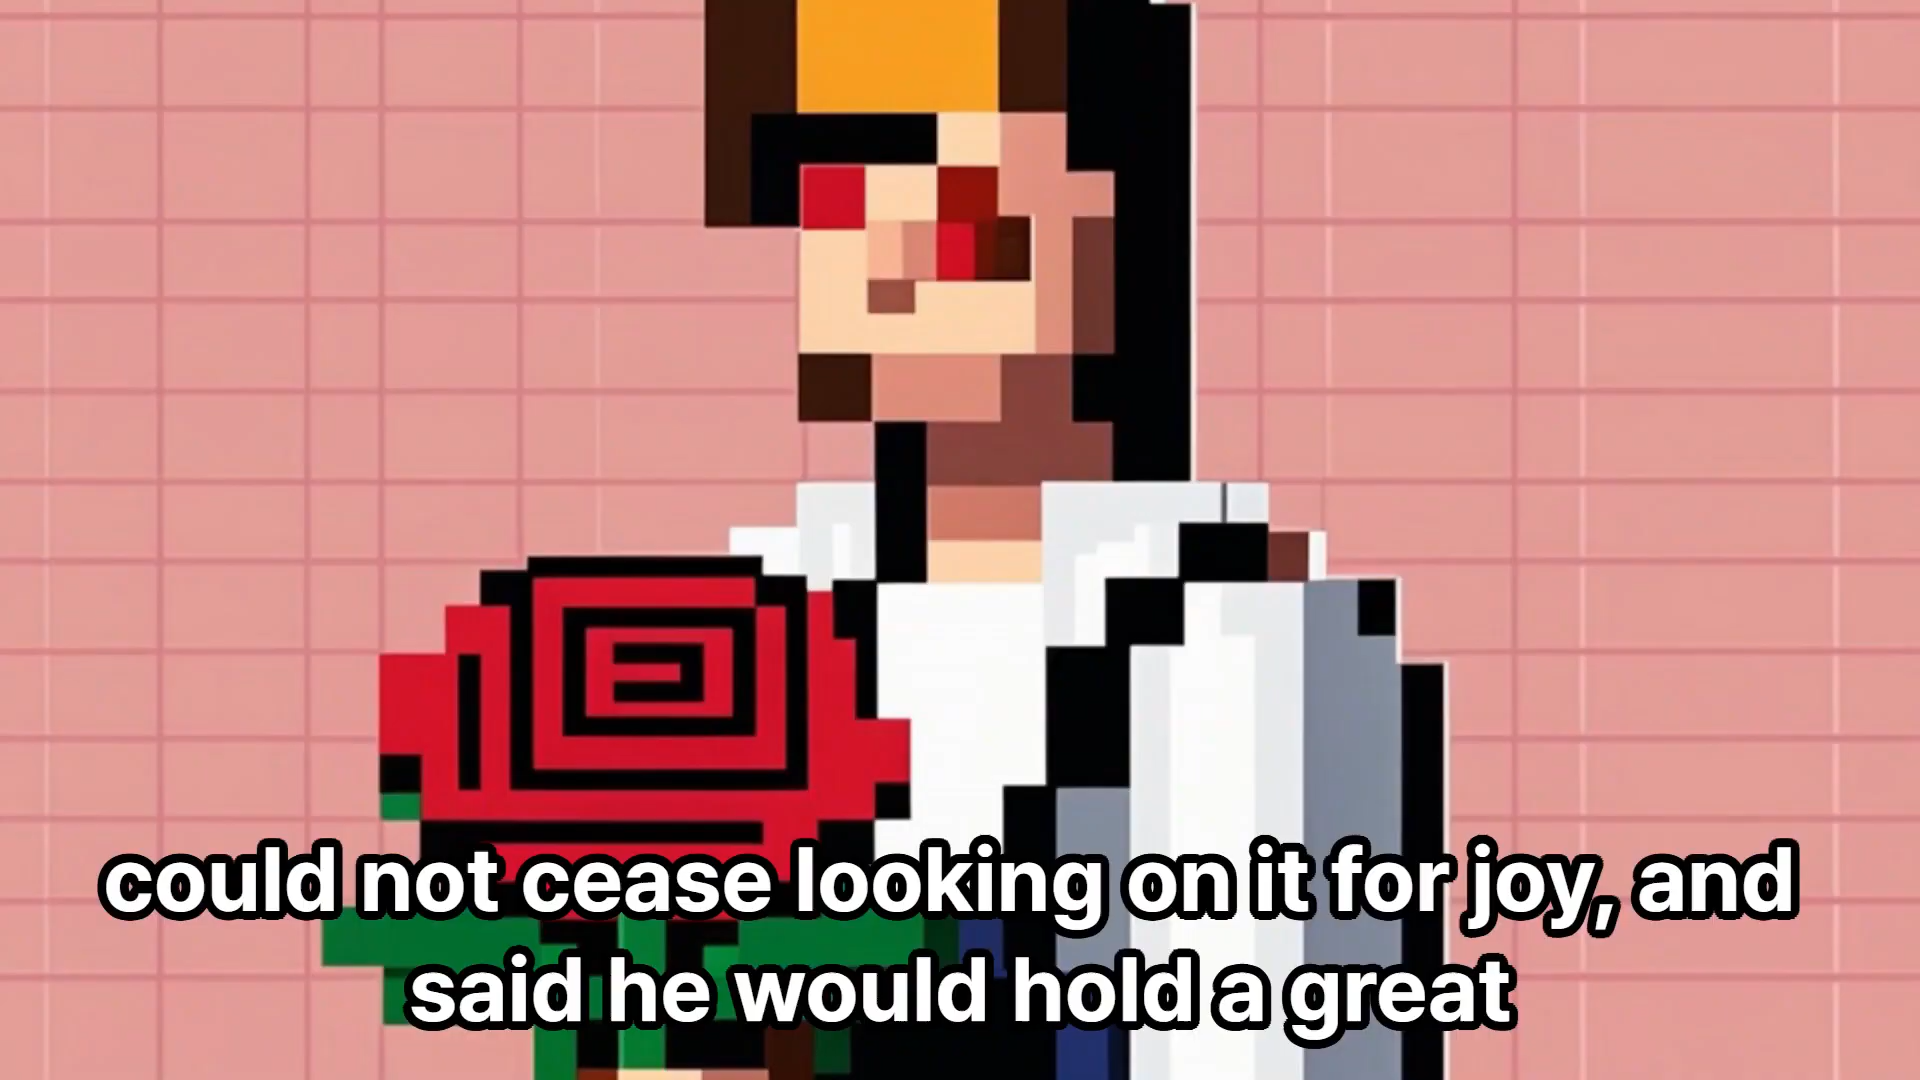 could not cease looking on it for joy, and
said he would hold a great